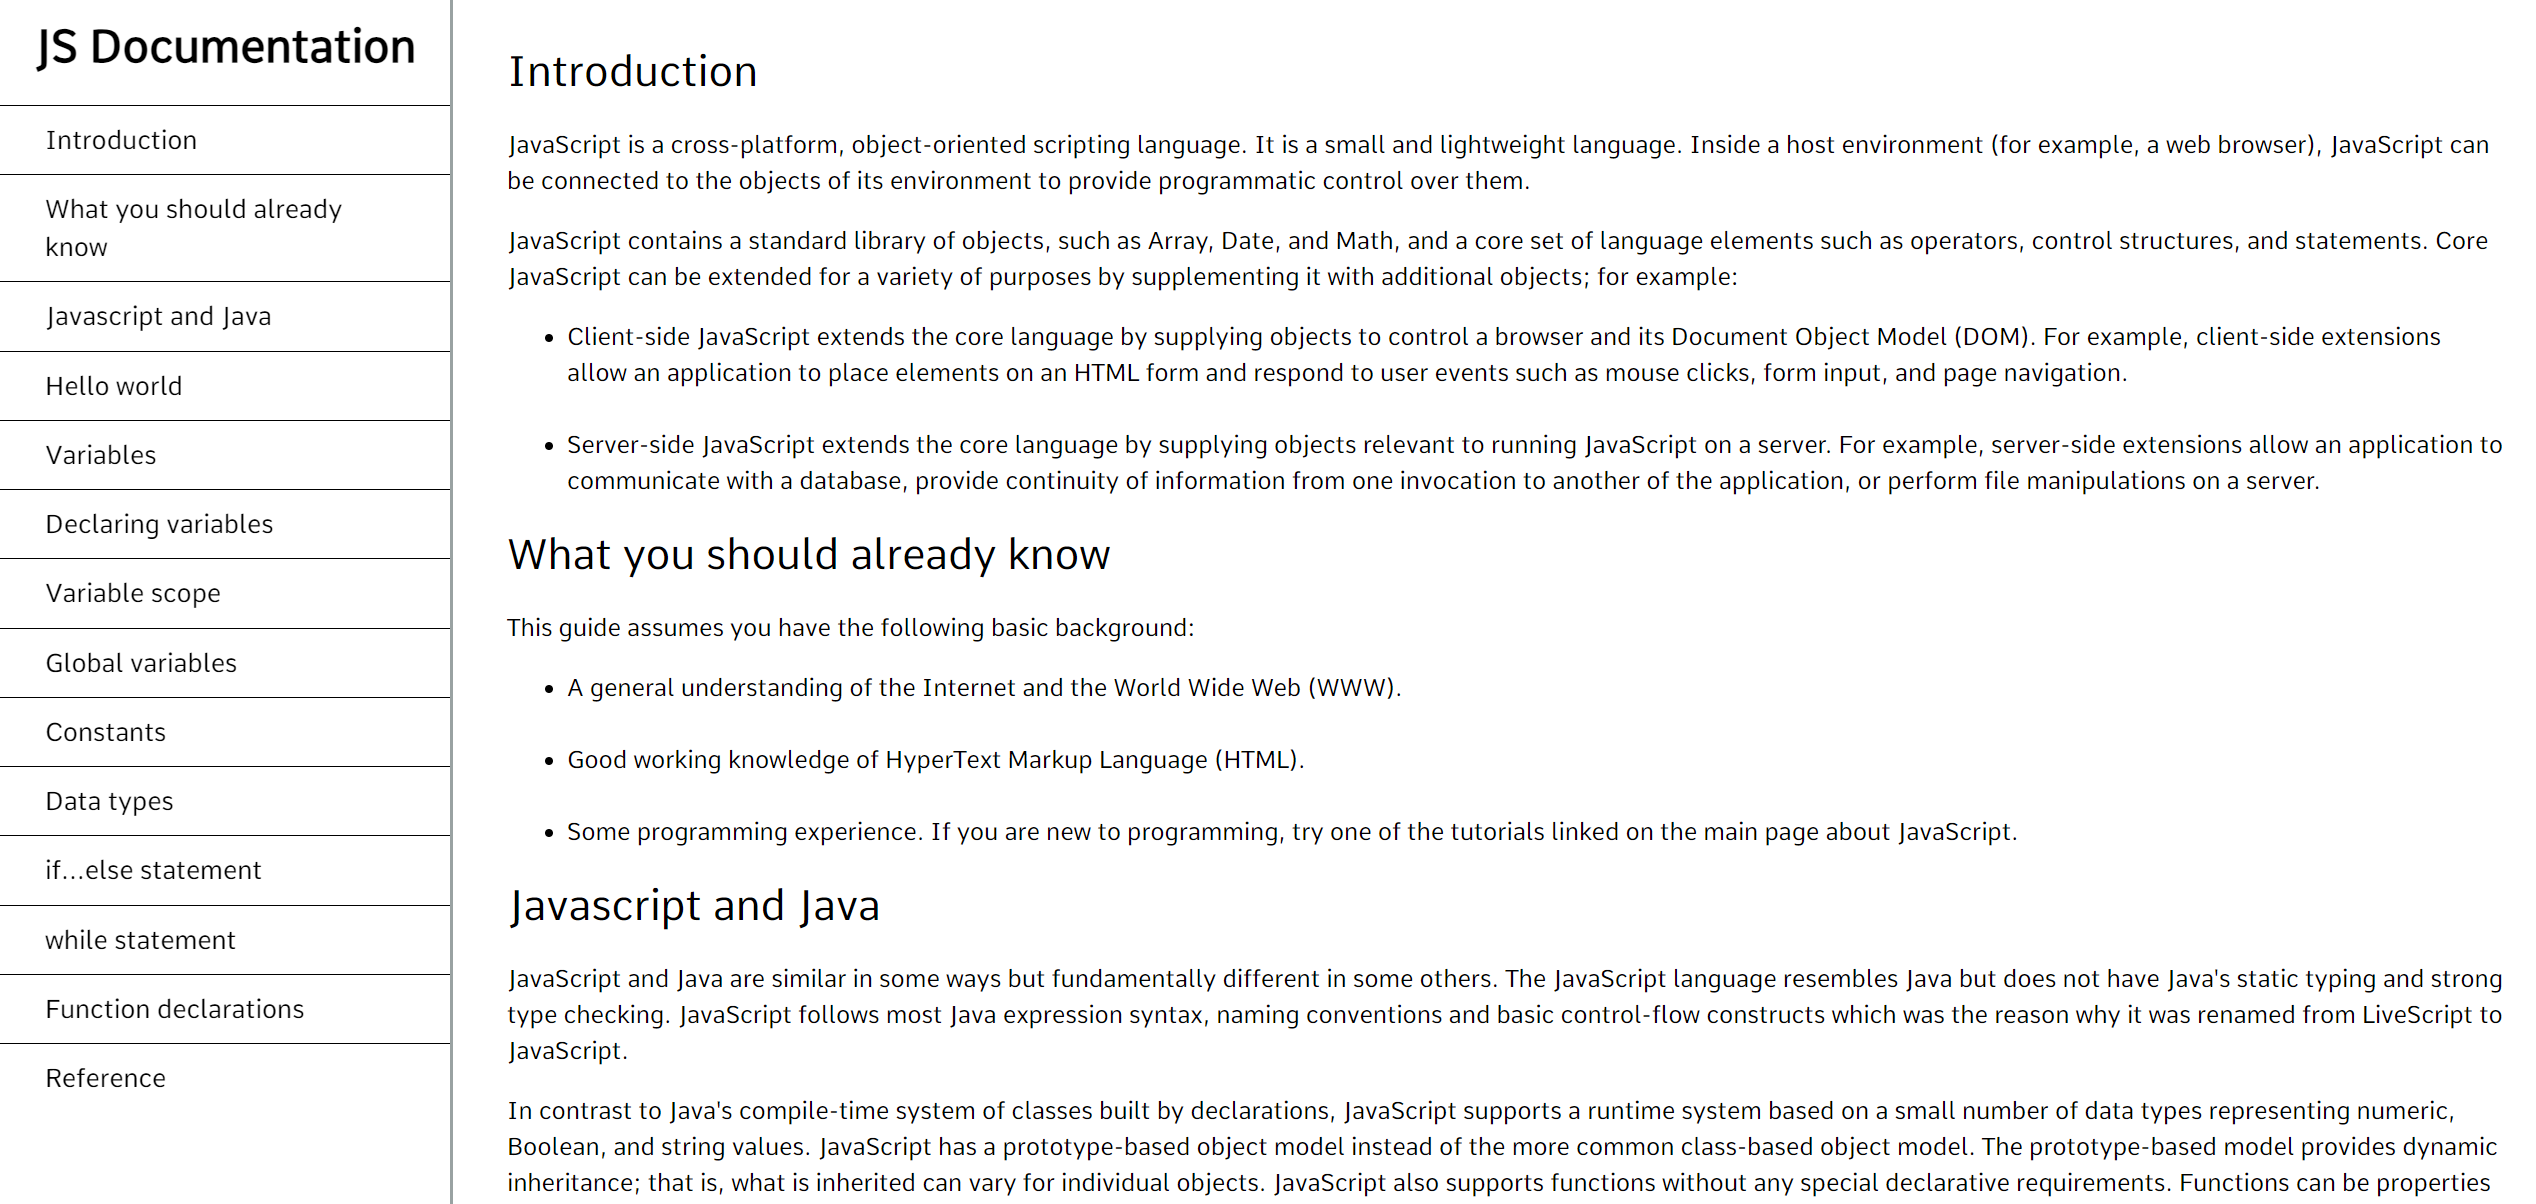 JS Documentation
Introduction
What you should already
know
Javascript and Java
Hello world
Variables
Declaring variables
Variable scope
Global variables
Constants
Data types
if...else statement
while statement
Function declarations
Reference
Introduction
JavaScript is a cross-platform, object-oriented scripting language. It is a small and lightweight language. Inside a host environment (for example, a web browser), JavaScript can
be connected to the objects of its environment to provide programmatic control over them.
JavaScript contains a standard library of objects, such as Array, Date, and Math, and a core set of language elements such as operators, control structures, and statements. Core
JavaScript can be extended for a variety of purposes by supplementing it with additional objects; for example:
• Client-side JavaScript extends the core language by supplying objects to control a browser and its Document Object Model (DOM). For example, client-side extensions
allow an application to place elements on an HTML form and respond to user events such as mouse clicks, form input, and page navigation.
• Server-side JavaScript extends the core language by supplying objects relevant to running JavaScript on a server. For example, server-side extensions allow an application to
communicate with a database, provide continuity of information from one invocation to another of the application, or perform file manipulations on a server.
What you should already know
This guide assumes you have the following basic background:
• A general understanding of the Internet and the World Wide Web (WWW).
• Good working knowledge of HyperText Markup Language (HTML).
• Some programming experience. If you are new to programming, try one of the tutorials linked on the main page about JavaScript.
Javascript and Java
JavaScript and Java are similar in some ways but fundamentally different in some others. The JavaScript language resembles Java but does not have Java's static typing and strong
type checking. JavaScript follows most Java expression syntax, naming conventions and basic control-flow constructs which was the reason why it was renamed from LiveScript to
JavaScript.
In contrast to Java's compile-time system of classes built by declarations, JavaScript supports a runtime system based on a small number of data types representing numeric,
Boolean, and string values. JavaScript has a prototype-based object model instead of the more common class-based object model. The prototype-based model provides dynamic
inheritance; that is, what is inherited can vary for individual objects. JavaScript also supports functions without any special declarative requirements. Functions can be properties